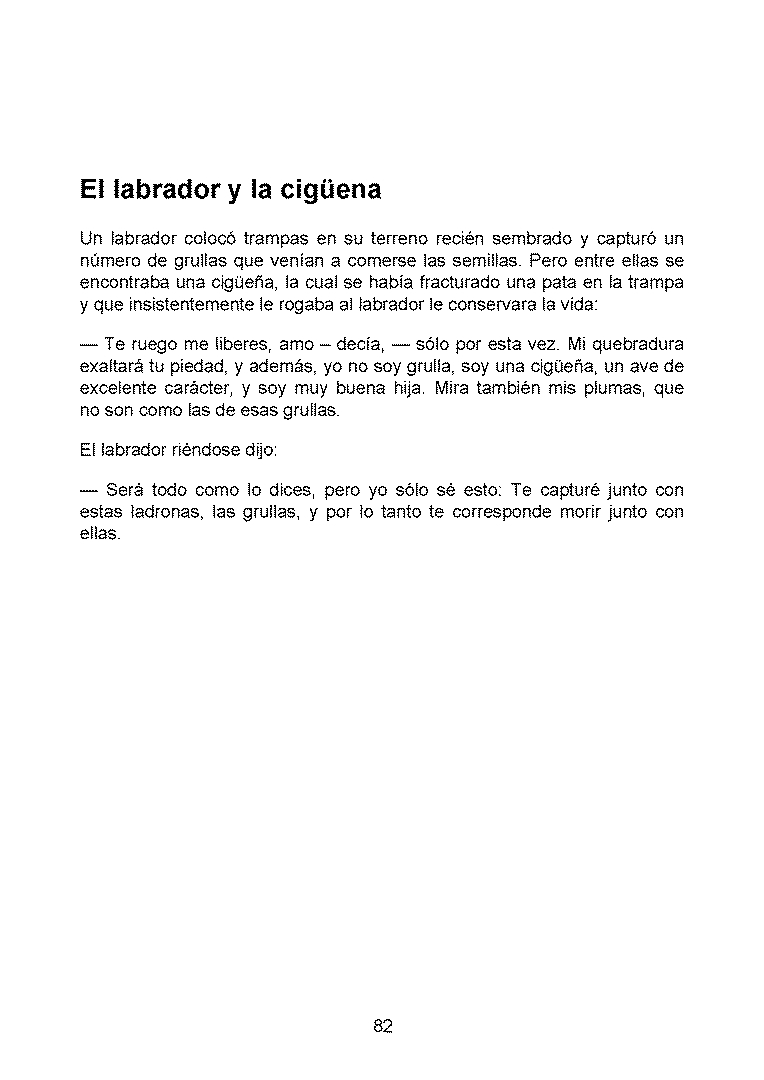 El labrador y la cigüena
Un labrador colocó trampas en su terreno recién sembrado y capturó un
número de grullas que venían a comerse las semillas. Pero entre ellas se
encontraba una cigüeña, la cual se había fracturado una pata en la trampa
y que insistentemente le rogaba al labrador le conservara la vida:
— Te ruego me liberes, amo – decía, — sólo por esta vez. Mi quebradura
exaltará tu piedad, y además, yo no soy grulla, soy una cigüeña, un ave de
excelente carácter, y soy muy buena hija. Mira también mis plumas, que
no son como las de esas grullas.
El labrador riéndose dijo:
— Será todo como lo dices, pero yo sólo sé esto: Te capturé junto con
estas ladronas, las grullas, y por lo tanto te corresponde morir junto con
ellas.
82